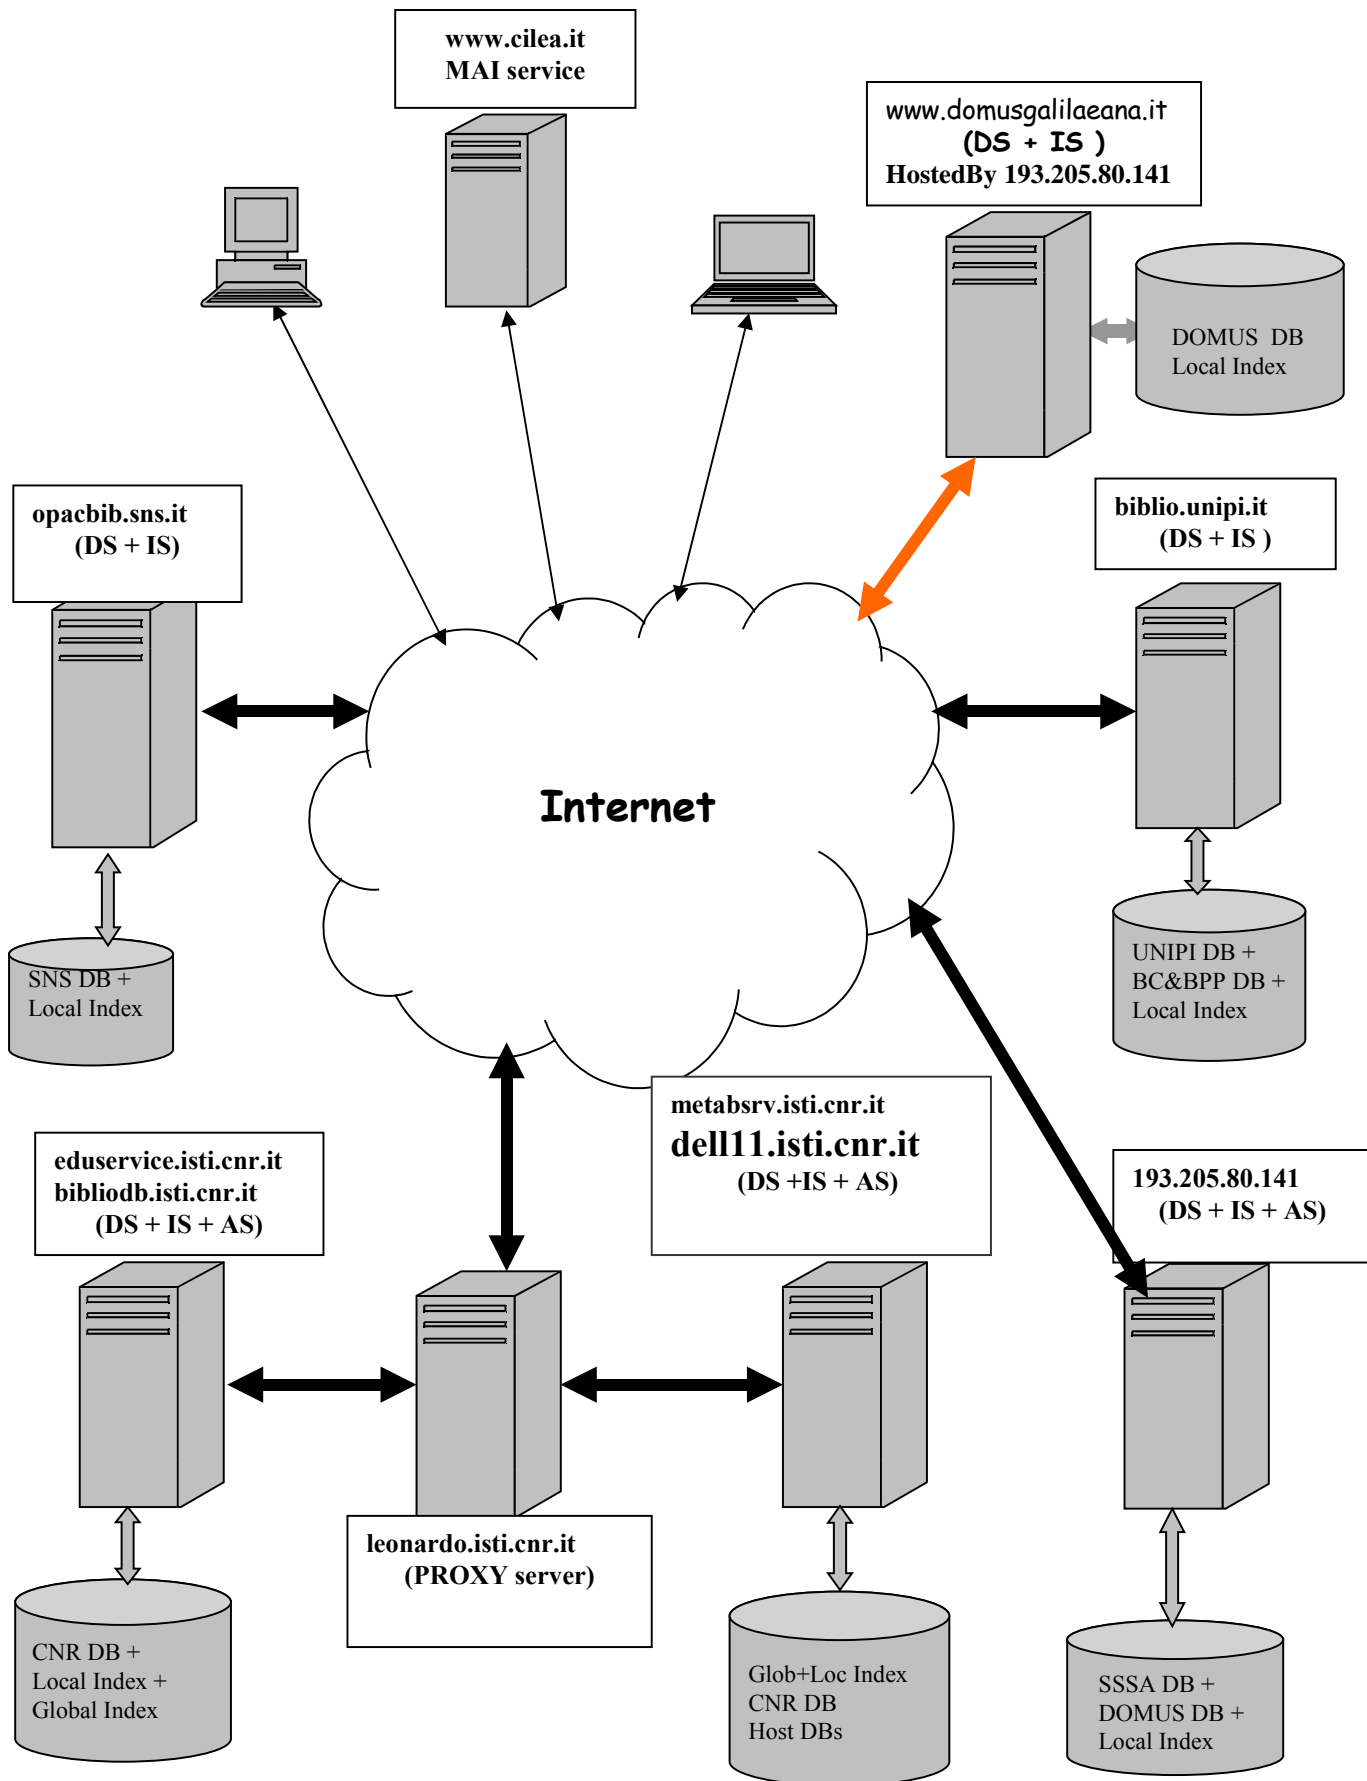 www.cilea.it
MAI service
www.domusgalilaeana.it
(DS + IS )
HostedBy 193.205.80.141
DOMUS DB
Local Index
opacbib.sns.it
(DS + IS)
biblio.unipi.it
(DS + IS )
Internet
SNS DB +
Local Index
UNIPI DB +
BC&BPP DB +
Local Index
metabsrv.isti.cnr.it
dell11.isti.cnr.it
(DS +IS + AS)
eduservice.isti.cnr.it
bibliodb.isti.cnr.it
(DS + IS + AS)
193.205.80.141
(DS + IS + AS)
leonardo.isti.cnr.it
(PROXY server)
CNR DB +
Local Index +
Global Index
Glob+Loc Index
CNR DB
Host DBs
SSSA DB +
DOMUS DB +
Local Index